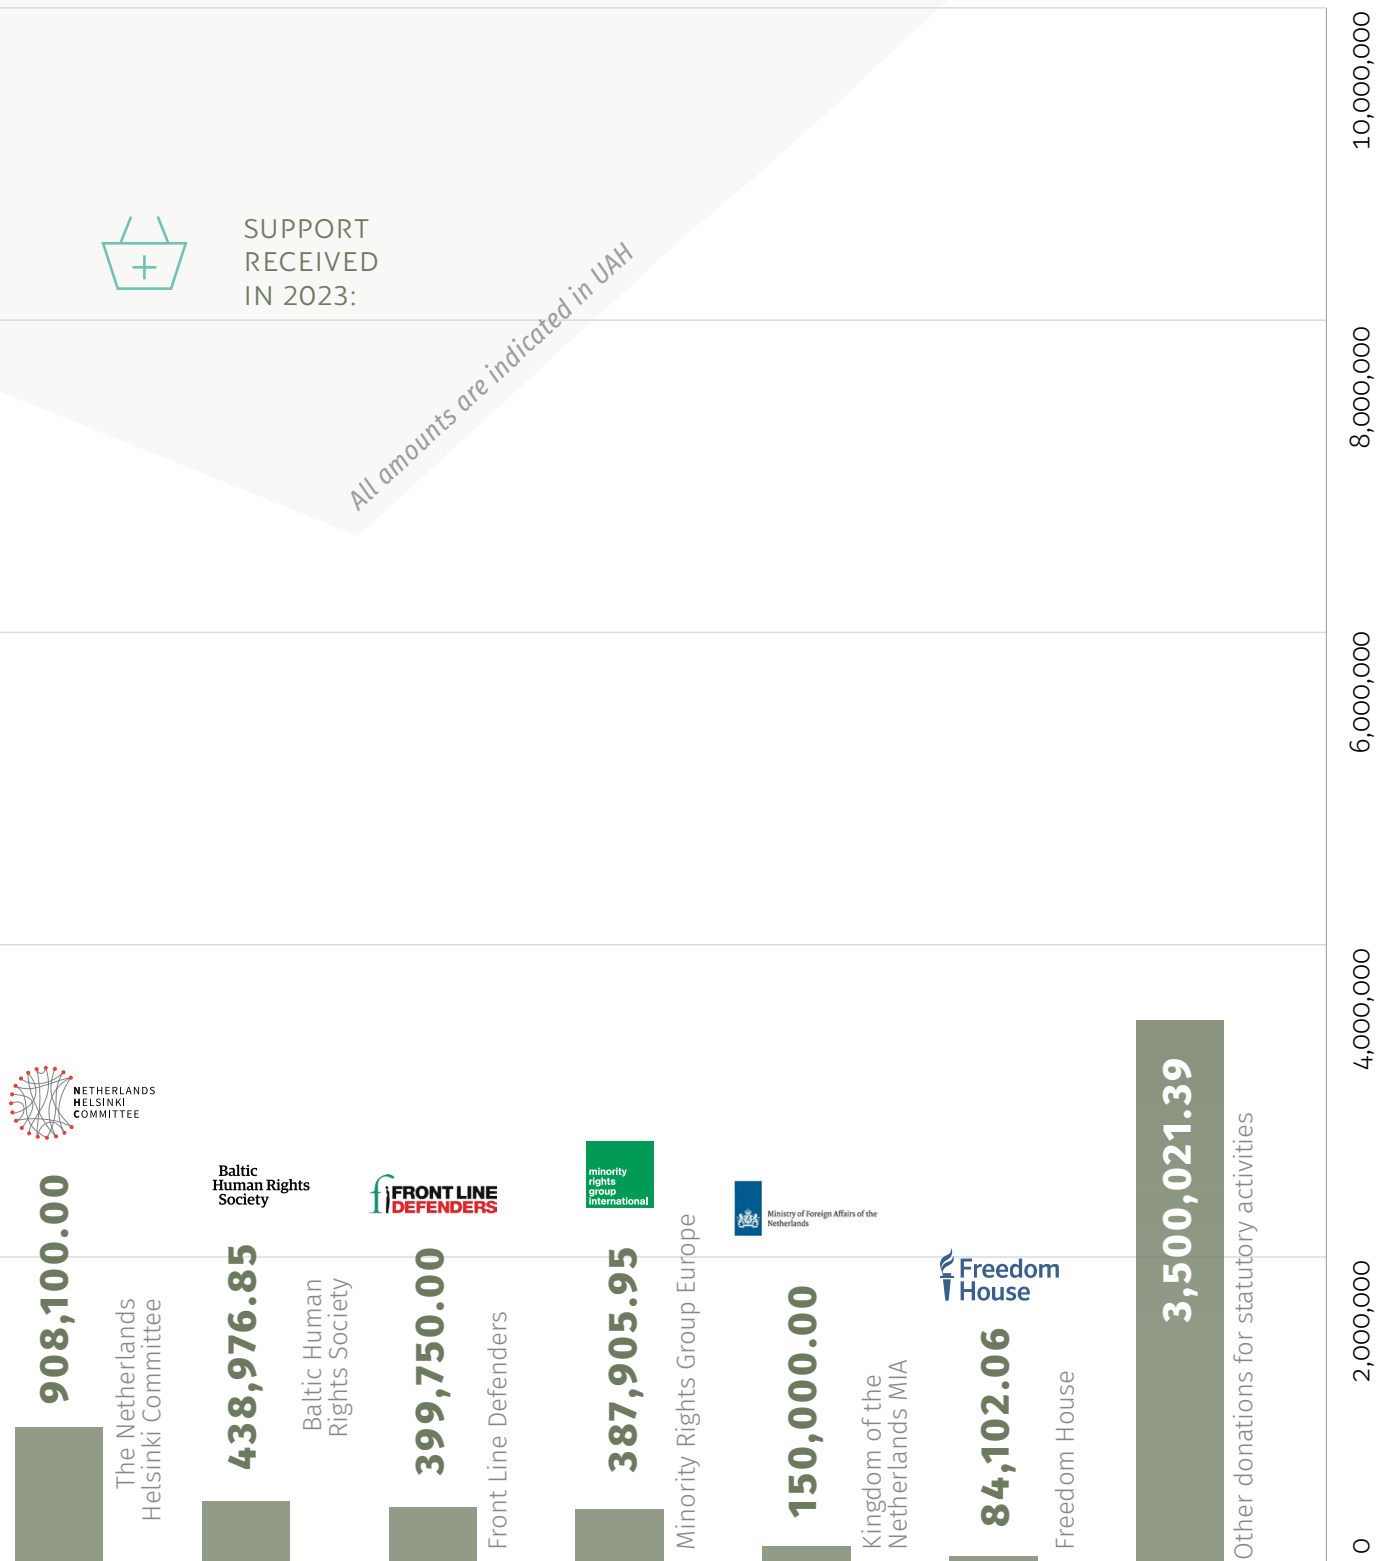 SUPPORT
RECEIVED
IN 2023:
All amounts are indicated in UAH
10,000,000
8,000,000
6,000,000
4,000,000
2,000,000
0
NETHERLANDS
HELSINKI
COMMITTEE
908,100.00
The Netherlands
Helsinki Committee
Baltic
Human Rights
Society
438,976.85
Baltic Human
Rights Society
FRONT LINE
DEFENDERS
399,750.00
Front Line Defenders
minority
rights
group
international
387,905.95
Minority Rights Group Europe
Ministry of Foreign Affairs of the
Netherlands
150,000.00
Kingdom of the
Netherlands MIA
Freedom
House
84,102.06
Freedom House
3,500,021.39
Other donations for statutory activities